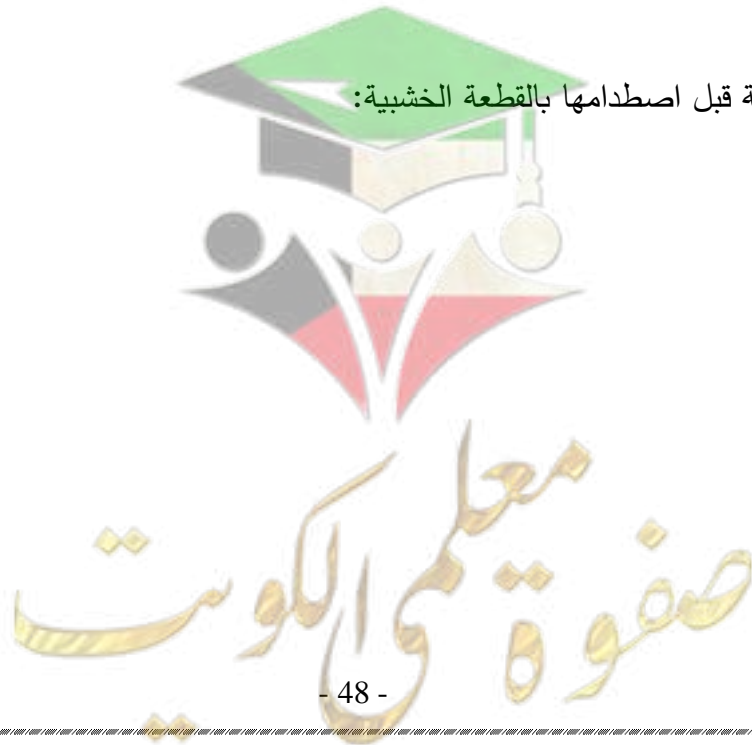 ة قبل اصطدامها بالقطعة الخشبية:
صفوة معلمي الكويت
- 48 -